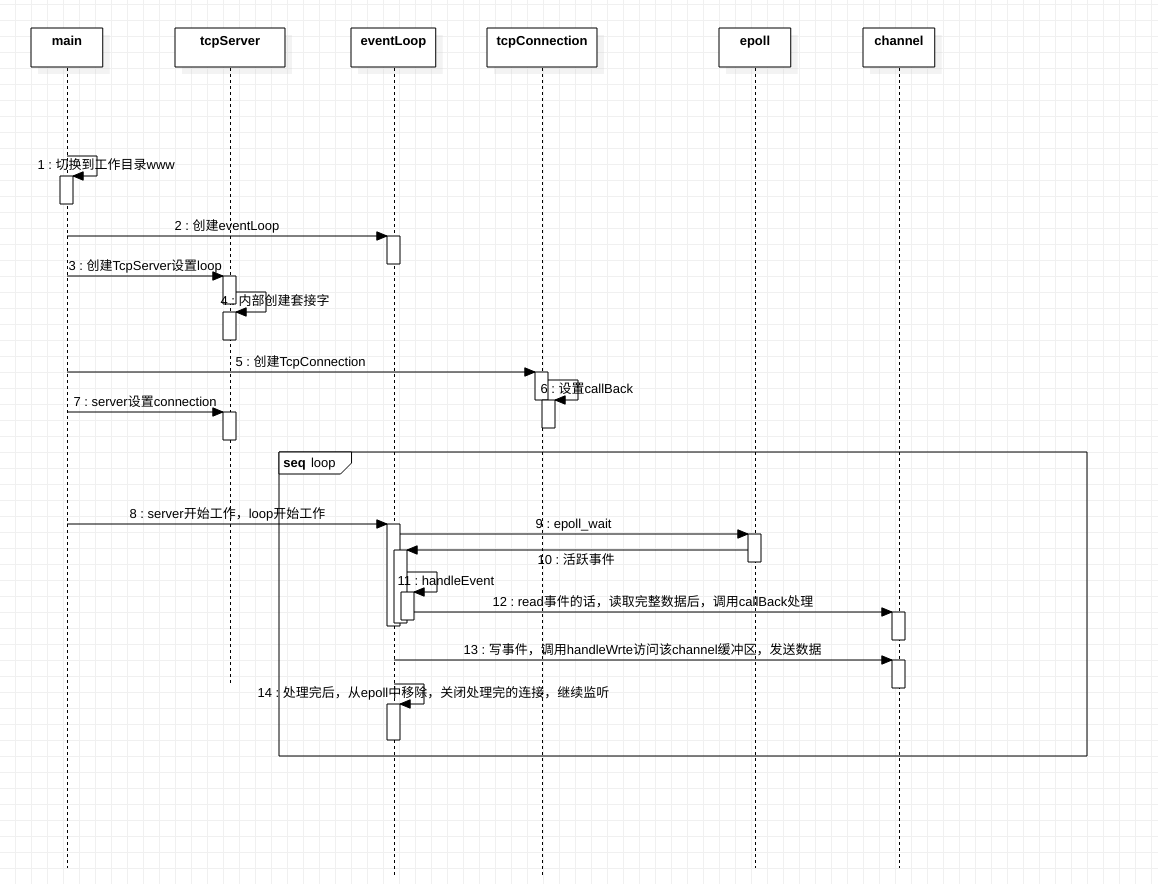 main
tcpServer
eventLoop
tcpConnection
epoll
channel
1 : 切换到工作目录www
2 : 创建eventLoop
3 : 创建TcpServer设置loop
4 : 内部创建套接字
5 : 创建TcpConnection
6 : 设置callBack
7 : server设置connection
seq loop
8 : server开始工作，loop开始工作
9 : epoll_wait
10 : 活跃事件
11 : handleEvent
12 : read事件的话，读取完整数据后，调用callBack处理
13 : 写事件，调用handleWrte访问该channel缓冲区，发送数据
14 : 处理完后，从epoll中移除，关闭处理完的连接，继续监听